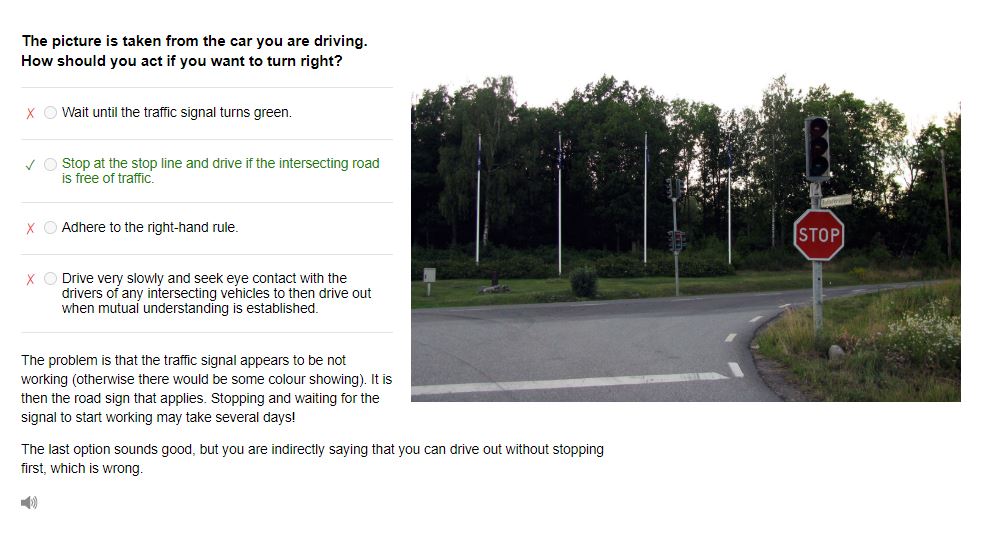 The picture is taken from the car you are driving.
How should you act if you want to turn right?
Wait until the traffic signal turns green.
Stop at the stop line and drive if the intersecting road
is free of traffic.
Adhere to the right-hand rule.
Drive very slowly and seek eye contact with the
drivers of any intersecting vehicles to then drive out
when mutual understanding is established.
STOP
The problem is that the traffic signal appears to be not
working (otherwise there would be some colour showing). It is
then the road sign that applies. Stopping and waiting for the
signal to start working may take several days!
The last option sounds good, but you are indirectly saying that you can drive out without stopping
first, which is wrong.